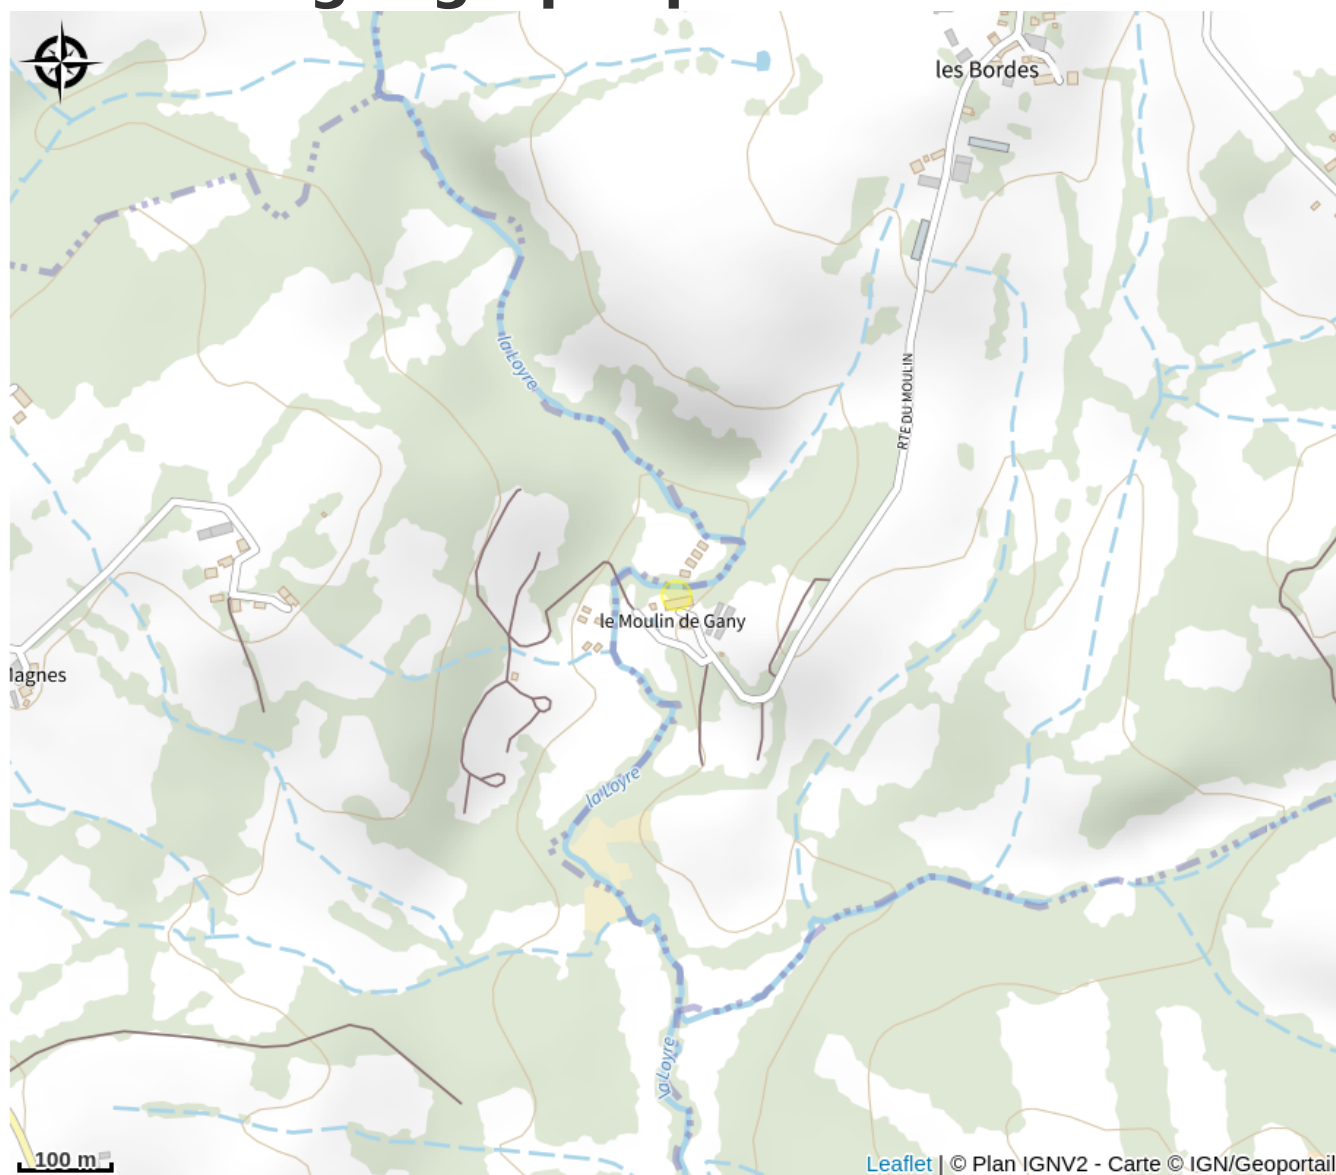 les Bordes
la Loyre
RTE DU MOULIN
le Moulin de Gany
la Loyre
la Loyre
100 m
Leaflet | © Plan IGNV2 - Carte © IGN/Geoportail